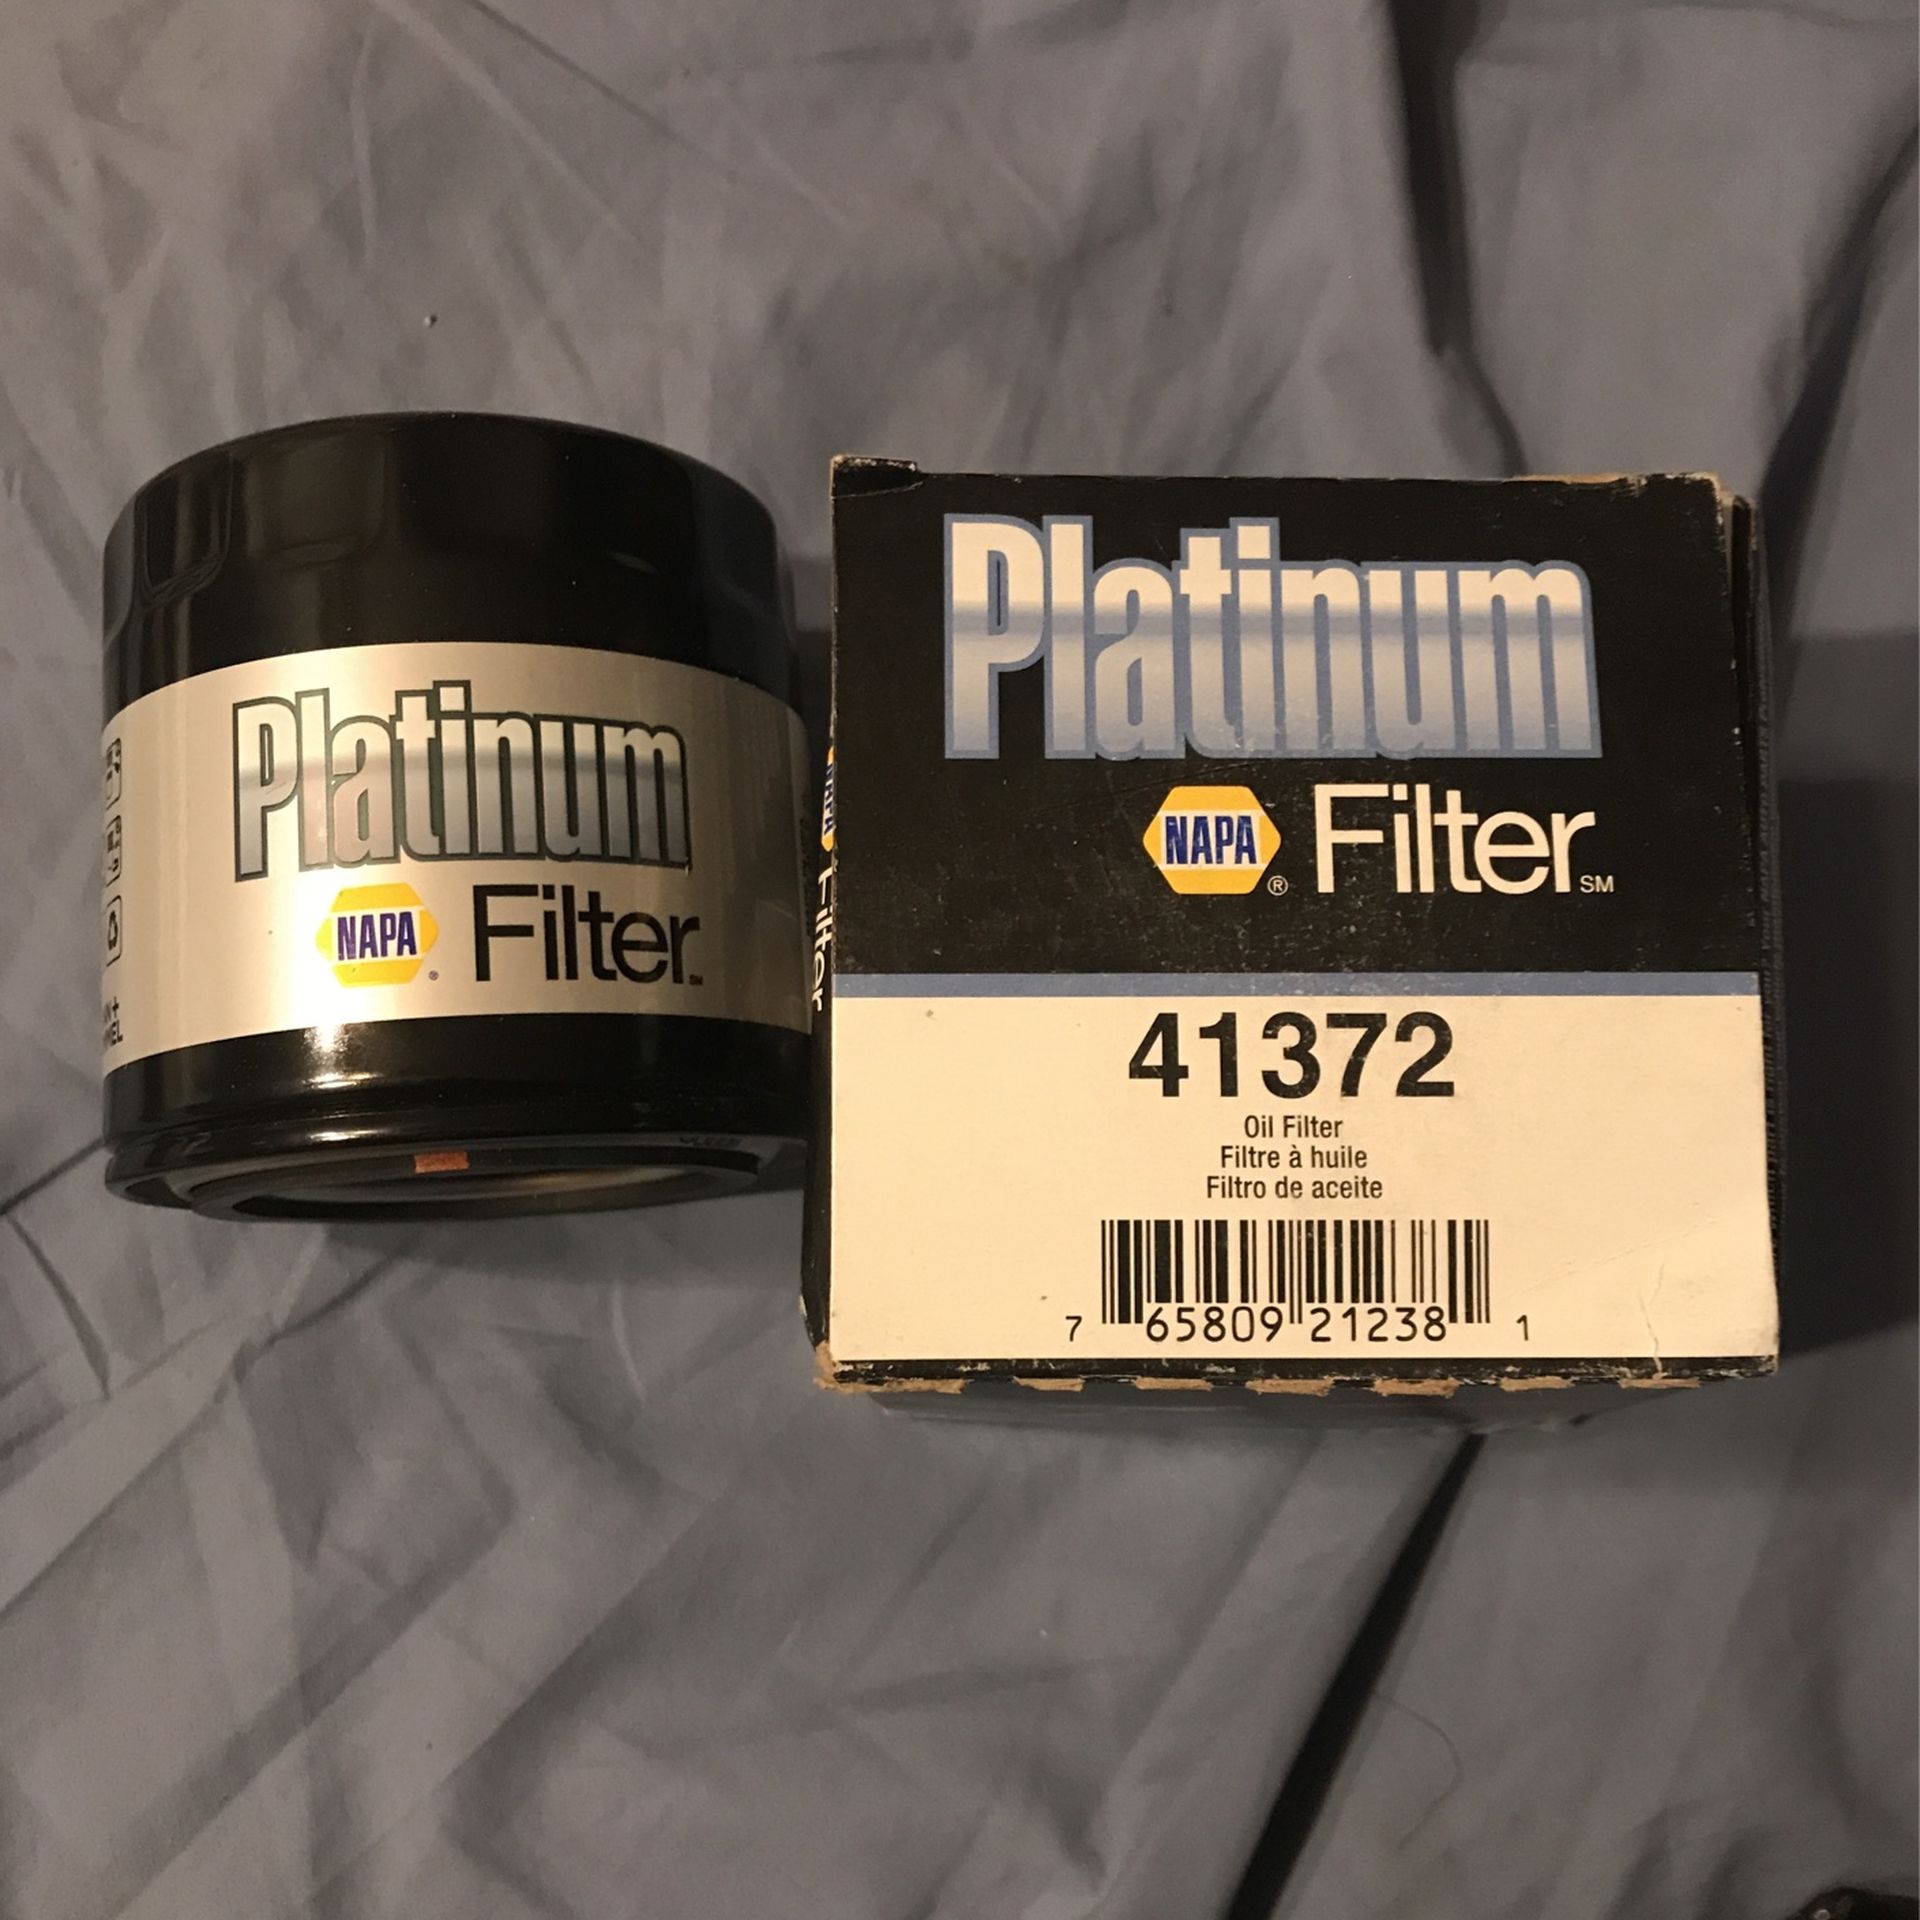 Platinum
NAPA® Filter
Platinum
NAPA® Filter SM
41372
Oil Filter
Filtre à huile
Filtro de aceite
7 65809 21238 1
Filter